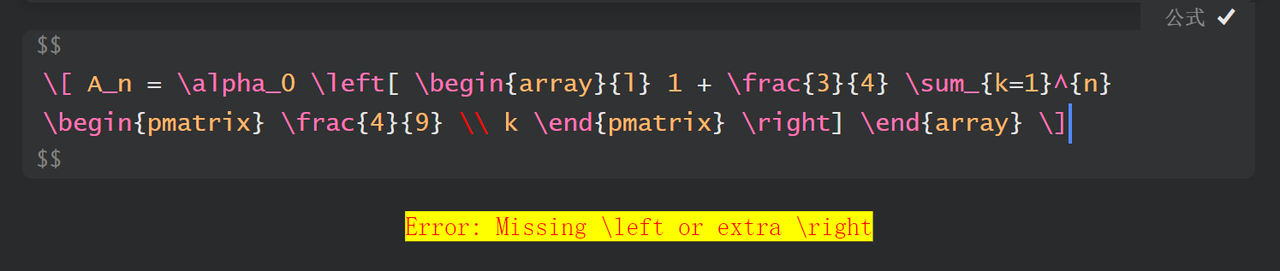 公式 ✔
$$
\[ A_n = \alpha_0 \left[ \begin{array}{l} 1 + \frac{3}{4} \sum_{k=1}^{n}
\begin{pmatrix} \frac{4}{9} \\ k \end{pmatrix} \right] \end{array} \]
$$
Error: Missing \left or extra \right